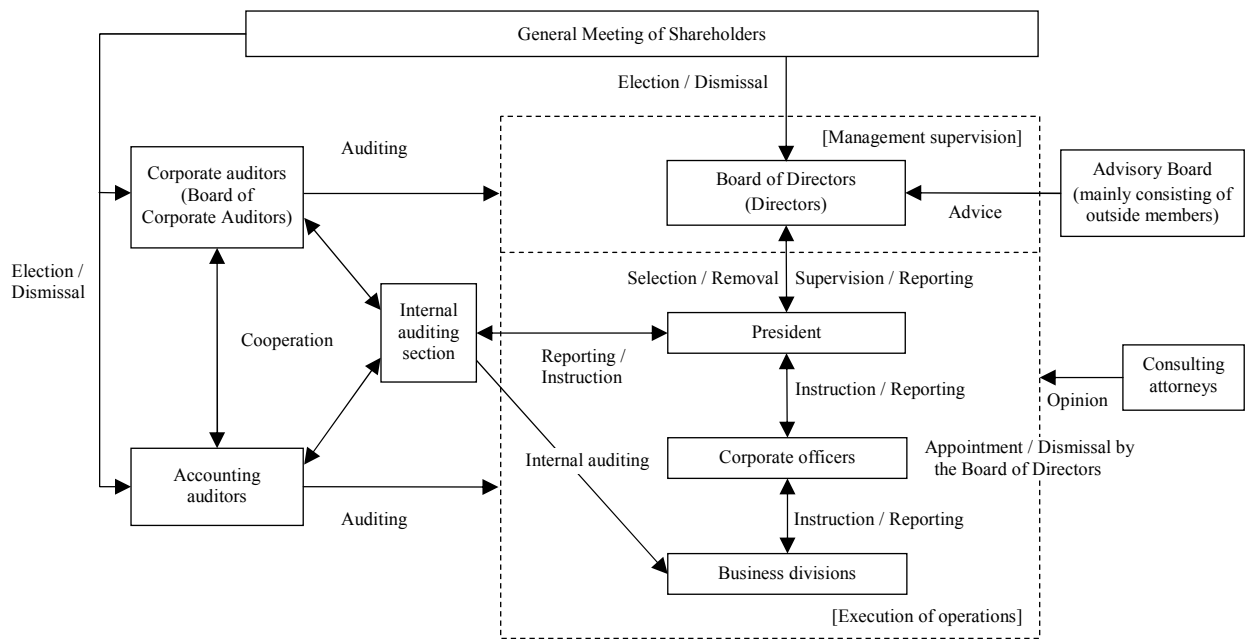 General Meeting of Shareholders
Election / Dismissal
[Management supervision]
Auditing
Corporate auditors
(Board of
Corporate Auditors)
Board of Directors
(Directors)
Advisory Board
(mainly consisting of
outside members)
Advice
Election /
Dismissal
Selection / Removal
Supervision / Reporting
Internal
auditing
section
Cooperation
President
Reporting /
Instruction
Consulting
attorneys
Opinion
Instruction / Reporting
Appointment / Dismissal by
the Board of Directors
Corporate officers
Internal auditing
Accounting
auditors
Auditing
Instruction / Reporting
Business divisions
[Execution of operations]